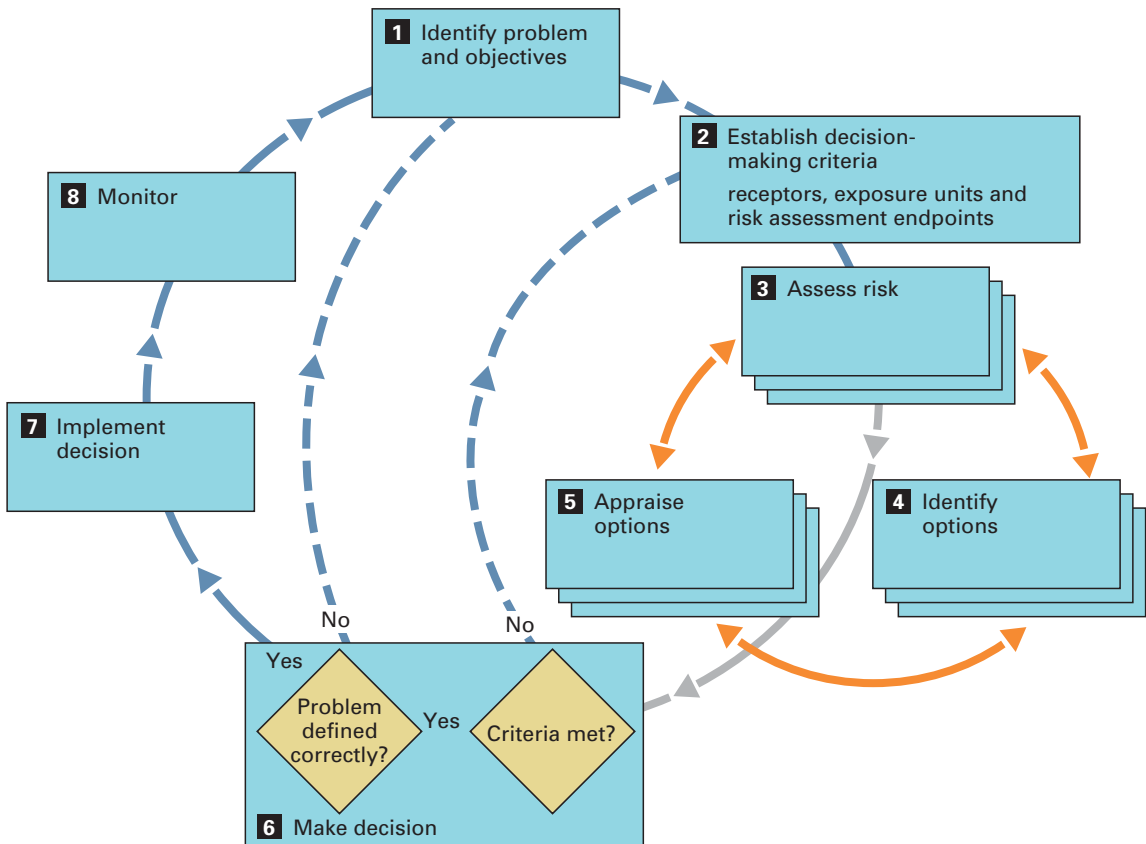 1 Identify problem
and objectives
2 Establish decision-
making criteria
receptors, exposure units and
risk assessment endpoints
3 Assess risk
4 Identify
options
5 Appraise
options
6 Make decision
Criteria met?
Yes
No
Problem
defined
correctly?
Yes
No
7 Implement
decision
8 Monitor